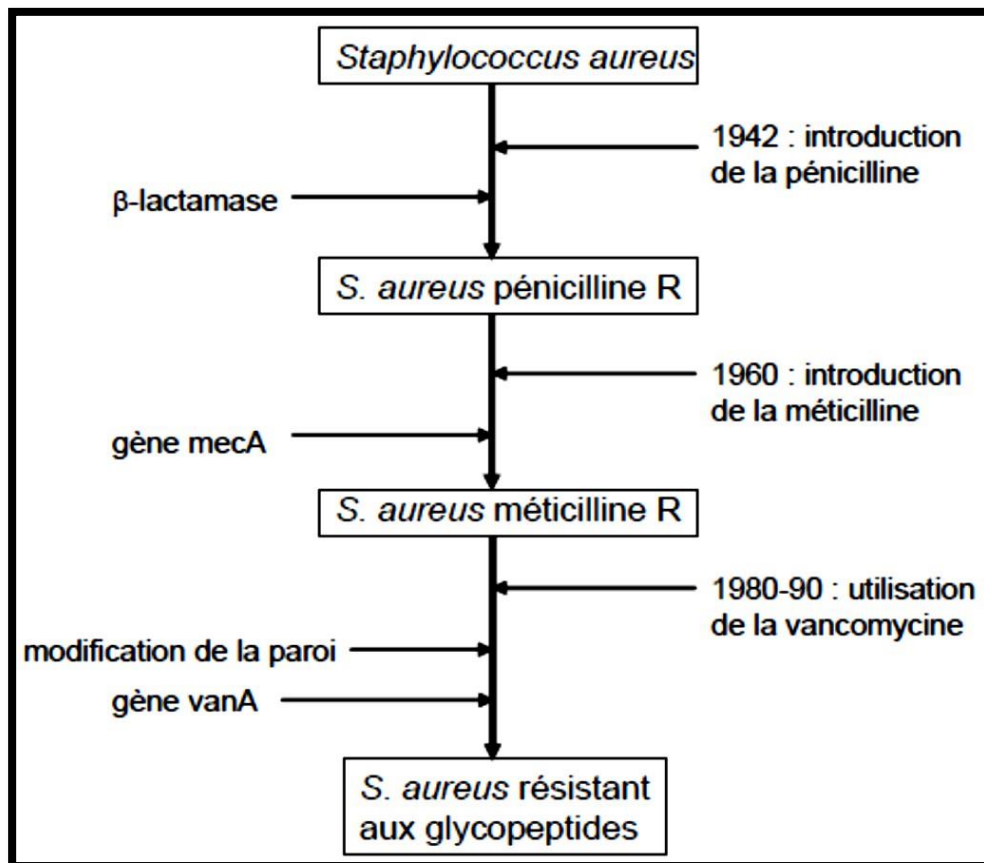 Staphylococcus aureus
1942 : introduction
de la pénicilline
β-lactamase
S. aureus pénicilline R
1960 : introduction
de la méticilline
gène mecA
S. aureus méticilline R
1980-90 : utilisation
de la vancomycine
modification de la paroi
gène vanA
S. aureus résistant
aux glycopeptides